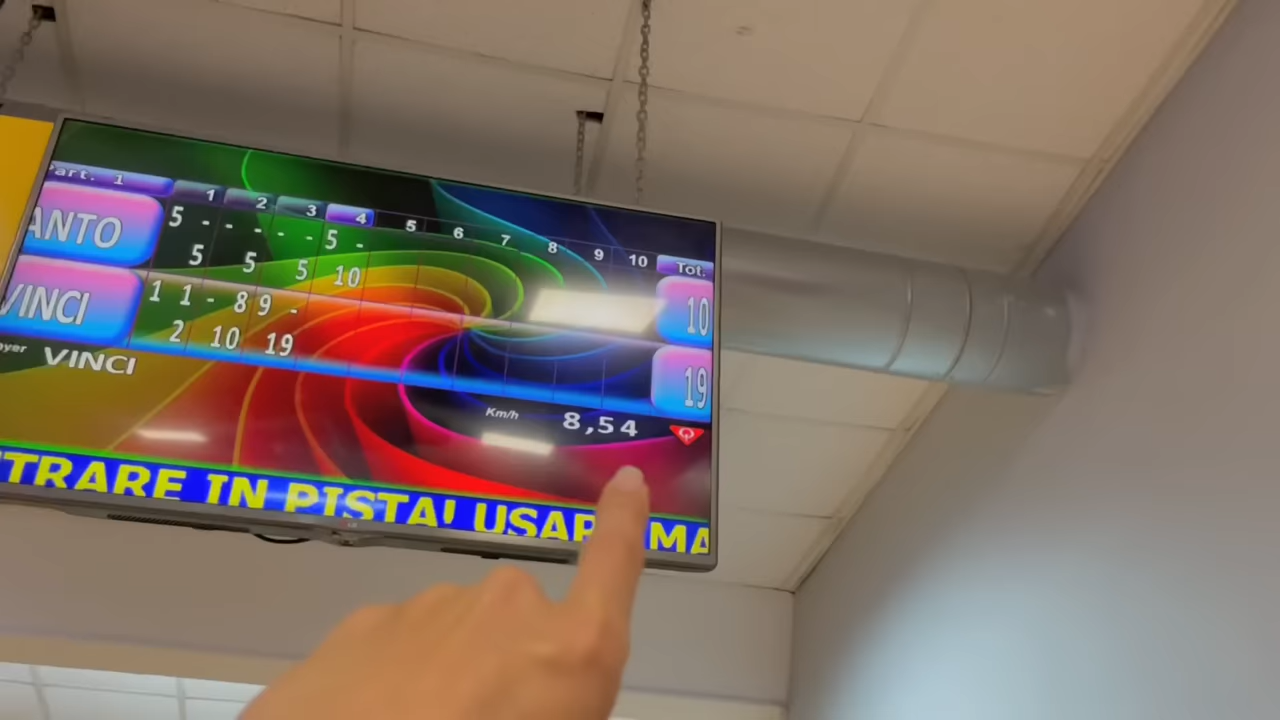 Part. 1 1 2 3 4 5 6 7 8 9 10 Tot.
ANTO 5 - - - - - 5 -
5 5 5 10 10
VINCI 1 1 - 8 9 -
2 10 19 19
ayer VINCI
Km/h 8,54
TRARE IN PISTA! USAR MA